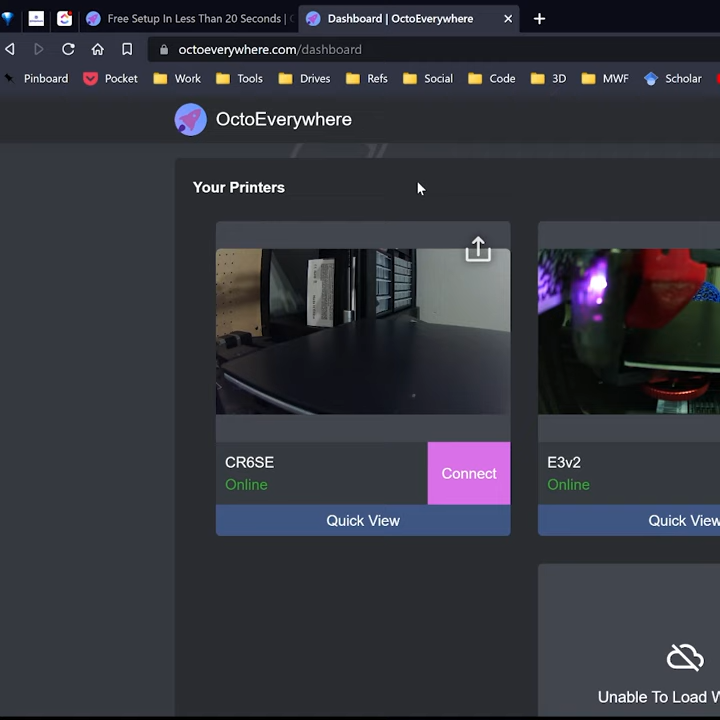 Free Setup In Less Than 20 Seconds |
Dashboard | OctoEverywhere
octoeverywhere.com/dashboard
Pinboard Pocket Work Tools Drives Refs Social Code 3D MWF Scholar
OctoEverywhere
Your Printers
CR6SE
Online
Connect
Quick View
E3v2
Online
Quick View
Unable To Load W